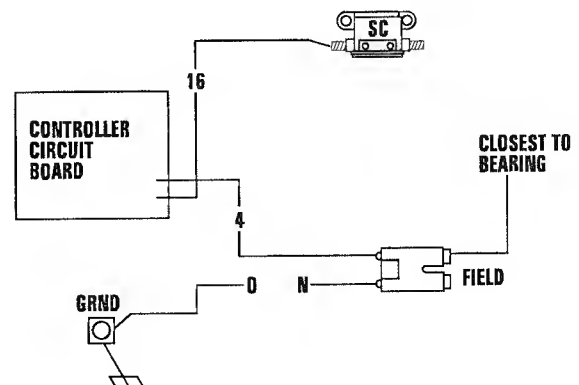 SC
16
CONTROLLER
CIRCUIT
BOARD
CLOSEST TO
BEARING
4
0 N
FIELD
GRND